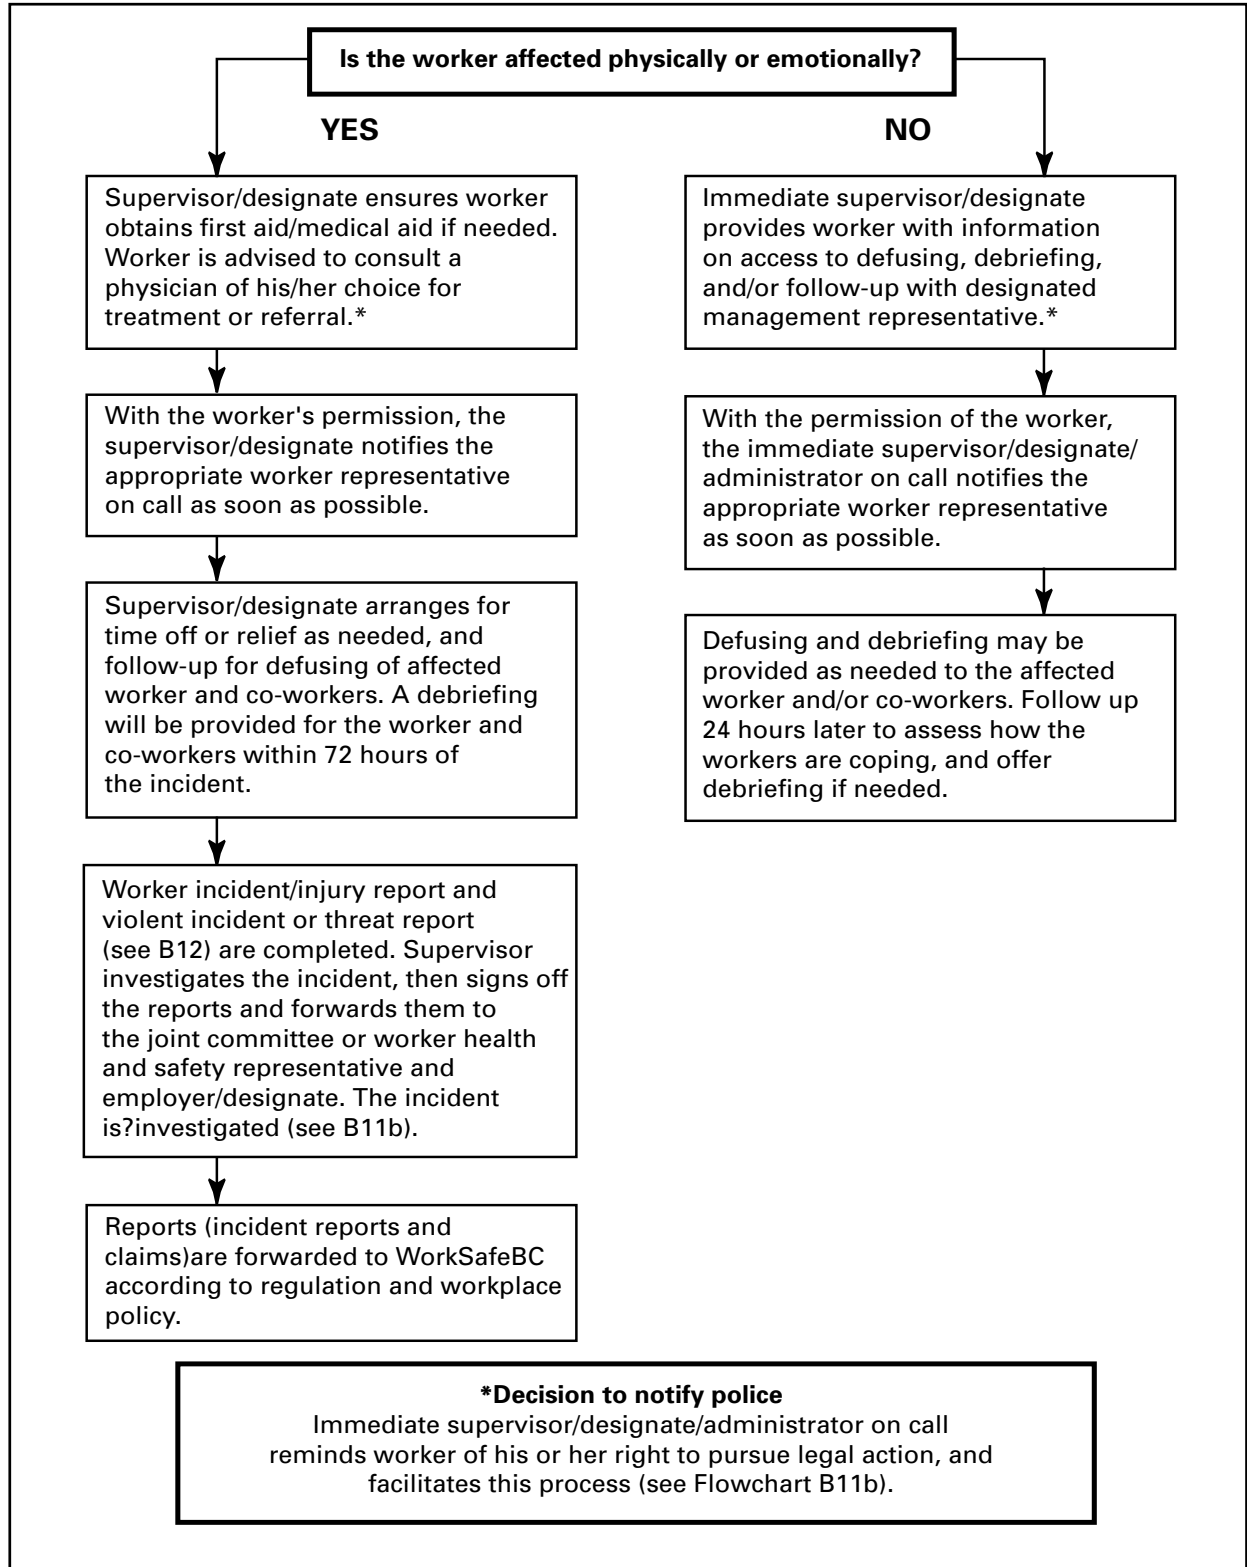 Is the worker affected physically or emotionally?
YES
NO
Supervisor/designate ensures worker
obtains first aid/medical aid if needed.
Worker is advised to consult a
physician of his/her choice for
treatment or referral.*
With the worker's permission, the
supervisor/designate notifies the
appropriate worker representative
on call as soon as possible.
Supervisor/designate arranges for
time off or relief as needed, and
follow-up for defusing of affected
worker and co-workers. A debriefing
will be provided for the worker and
co-workers within 72 hours of
the incident.
Worker incident/injury report and
violent incident or threat report
(see B12) are completed. Supervisor
investigates the incident, then signs off
the reports and forwards them to
the joint committee or worker health
and safety representative and
employer/designate. The incident
is?investigated (see B11b).
Reports (incident reports and
claims)are forwarded to WorkSafeBC
according to regulation and workplace
policy.
Immediate supervisor/designate
provides worker with information
on access to defusing, debriefing,
and/or follow-up with designated
management representative.*
With the permission of the worker,
the immediate supervisor/designate/
administrator on call notifies the
appropriate worker representative
as soon as possible.
Defusing and debriefing may be
provided as needed to the affected
worker and/or co-workers. Follow up
24 hours later to assess how the
workers are coping, and offer
debriefing if needed.
*Decision to notify police
Immediate supervisor/designate/administrator on call
reminds worker of his or her right to pursue legal action, and
facilitates this process (see Flowchart B11b).